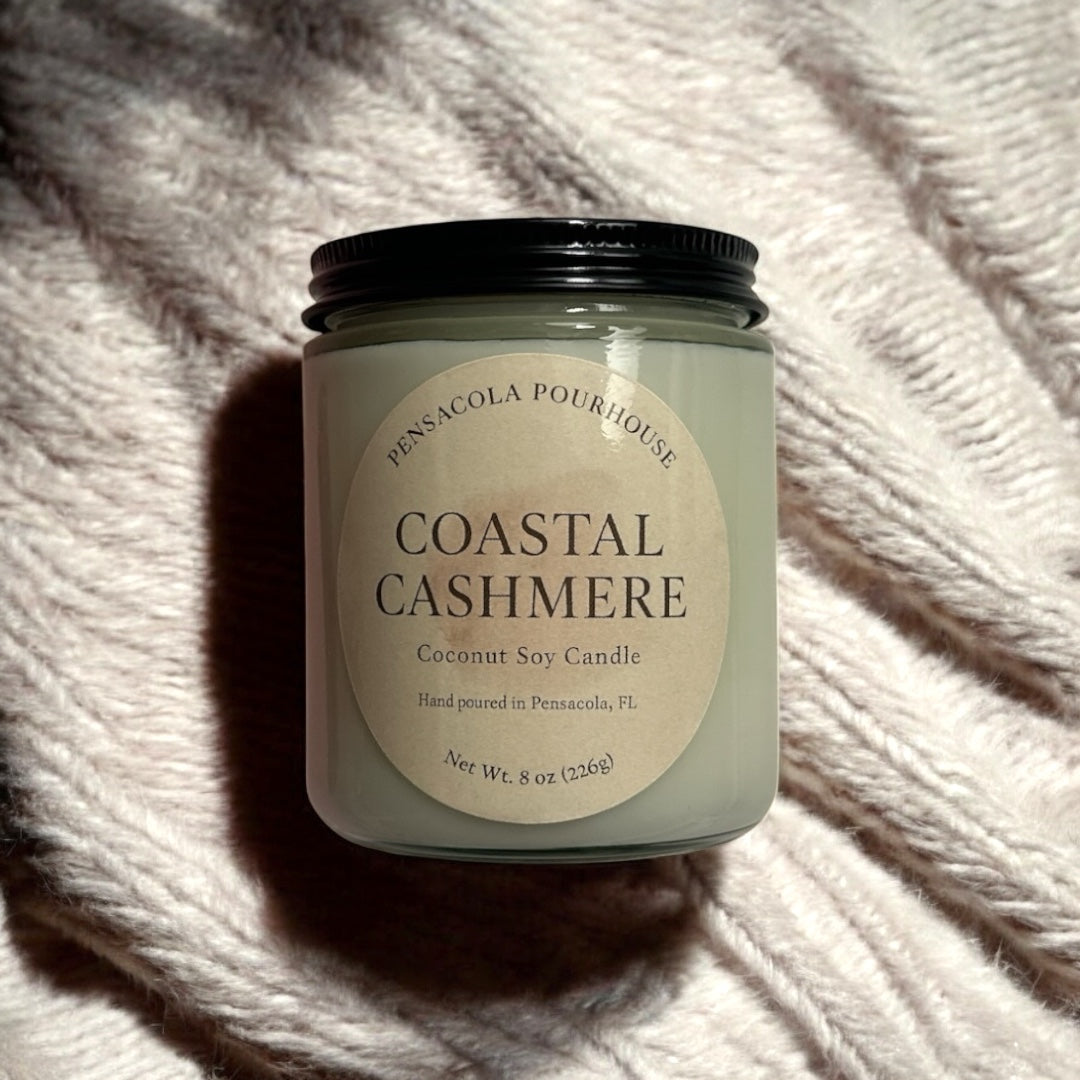 PENSACOLA POURHOUSE
COASTAL
CASHMERE
Coconut Soy Candle
Hand poured in Pensacola, FL
Net Wt. 8 oz (226g)